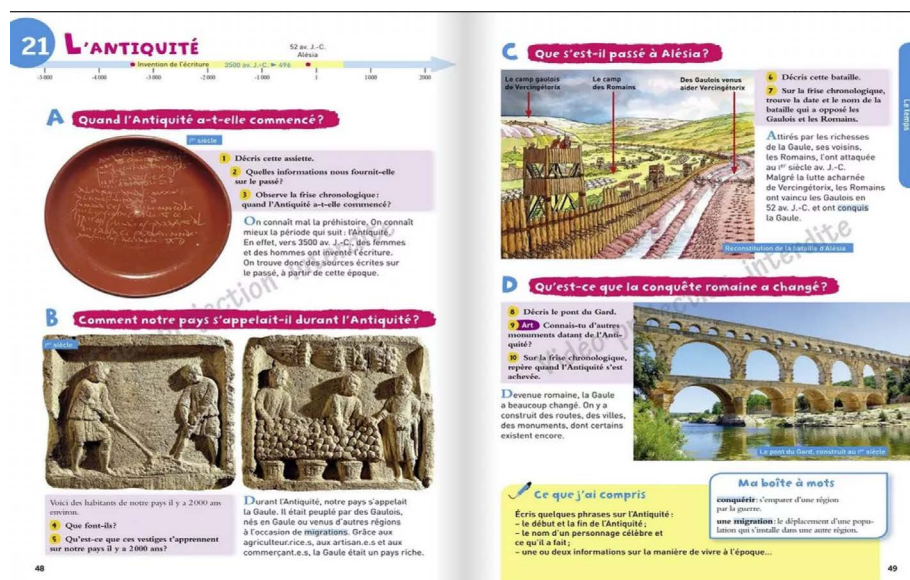 21 L'ANTIQUITÉ
52 av. J.-C.
Alésia
Invention de l'écriture 3500 av. J.-C. ► 496
-5000 -4000 -3000 -2000 -1000 1 1000 2000
A Quand l'Antiquité a-t-elle commencé ?
Ier siècle
1 Décris cette assiette.
2 Quelles informations nous fournit-elle
sur le passé ?
3 Observe la frise chronologique :
quand l'Antiquité a-t-elle commencé ?
On connaît mal la préhistoire. On connaît
mieux la période qui suit : l'Antiquité.
En effet, vers 3500 av. J.-C., des femmes
et des hommes ont inventé l'écriture.
On trouve donc des sources écrites sur
le passé, à partir de cette époque.
B Comment notre pays s'appelait-il durant l'Antiquité ?
Ier siècle
Voici des habitants de notre pays il y a 2000 ans
environ.
4 Que font-ils ?
5 Qu'est-ce que ces vestiges t'apprennent
sur notre pays il y a 2000 ans ?
Durant l'Antiquité, notre pays s'appelait
la Gaule. Il était peuplé par des Gaulois,
nés en Gaule ou venus d'autres régions
à l'occasion de migrations. Grâce aux
agriculteur.rice.s, aux artisan.e.s et aux
commerçant.e.s, la Gaule était un pays riche.
48
C Que s'est-il passé à Alésia ?
Le camp gaulois
de Vercingétorix
Le camp
des Romains
Des Gaulois venus
aider Vercingétorix
Reconstitution de la bataille d'Alésia
6 Décris cette bataille.
7 Sur la frise chronologique,
trouve la date et le nom de la
bataille qui a opposé les
Gaulois et les Romains.
Attirés par les richesses
de la Gaule, ses voisins,
les Romains, l'ont attaquée
au Ier siècle av. J.-C.
Malgré la lutte acharnée
de Vercingétorix, les Romains
ont vaincu les Gaulois en
52 av. J.-C. et ont conquis
la Gaule.
Le temps
D Qu'est-ce que la conquête romaine a changé ?
8 Décris le pont du Gard.
9 Art Connais-tu d'autres
monuments datant de l'Anti-
quité ?
10 Sur la frise chronologique,
repère quand l'Antiquité s'est
achevée.
Devenue romaine, la Gaule
a beaucoup changé. On y a
construit des routes, des villes,
des monuments, dont certains
existent encore.
Le pont du Gard, construit au Ier siècle
Ce que j'ai compris
Écris quelques phrases sur l'Antiquité :
– le début et la fin de l'Antiquité ;
– le nom d'un personnage célèbre et
ce qu'il a fait ;
– une ou deux informations sur la manière de vivre à l'époque...
Ma boîte à mots
conquérir : s'emparer d'une région
par la guerre.
une migration : le déplacement d'une popu-
lation qui s'installe dans une autre région.
49
vidéo projection interdite